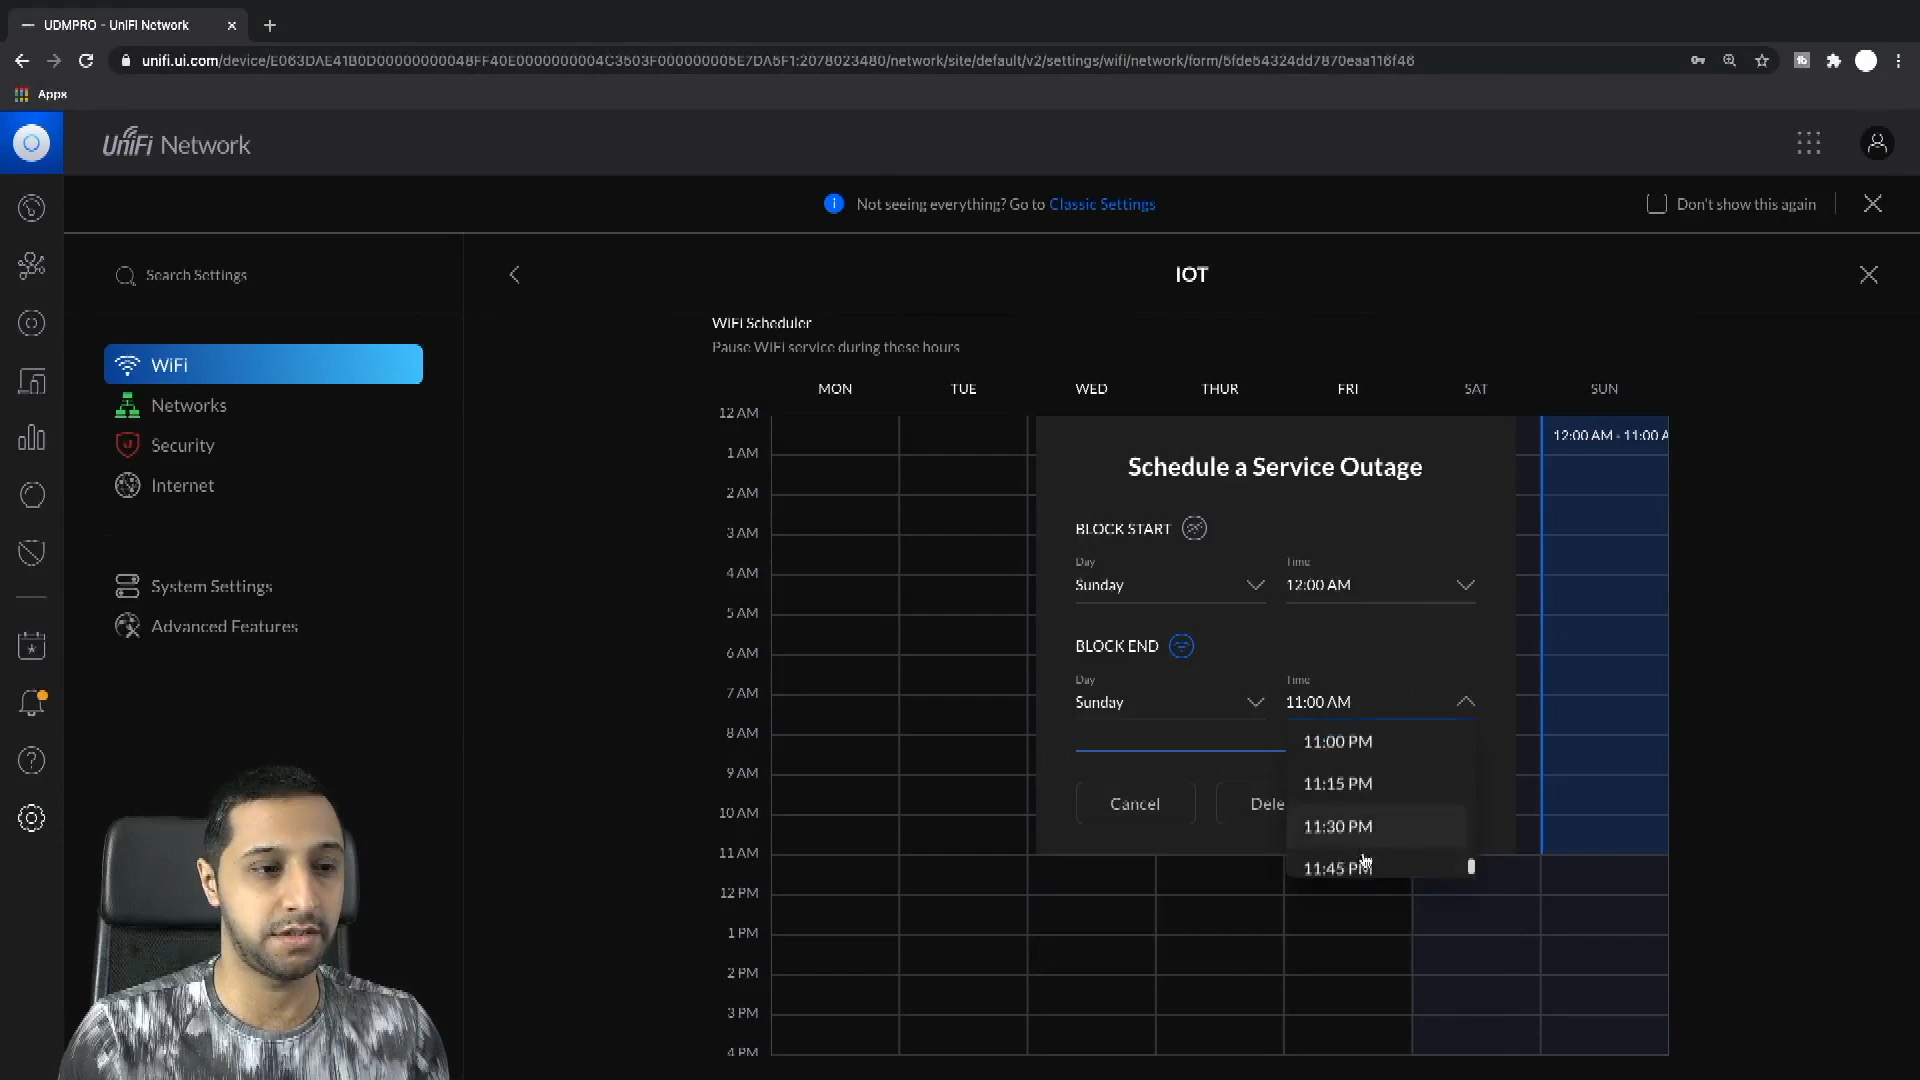 UDMPRO - UniFi Network
unifi.ui.com/device/E063DAE41B0D00000000048FF40E0000000004C3503F000000005E7DA5F1:2078023480/network/site/default/v2/settings/wifi/network/form/5fde54324dd7870eaa116f46
Apps
UniFi Network
Not seeing everything? Go to Classic Settings
Don't show this again
Search Settings
IOT
WiFi
Networks
Security
Internet
System Settings
Advanced Features
WiFi Scheduler
Pause WiFi service during these hours
MON TUE WED THUR FRI SAT SUN
12 AM
1 AM
2 AM
3 AM
4 AM
5 AM
6 AM
7 AM
8 AM
9 AM
10 AM
11 AM
12 PM
1 PM
2 PM
3 PM
4 PM
12:00 AM - 11:00 A
Schedule a Service Outage
BLOCK START
Day Time
Sunday 12:00 AM
BLOCK END
Day Time
Sunday 11:00 AM
11:00 PM
11:15 PM
11:30 PM
11:45 PM
Cancel Dele